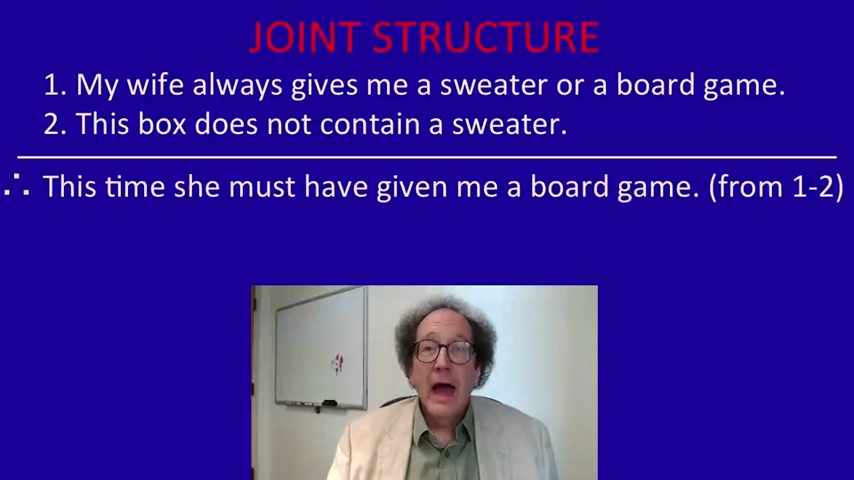 JOINT STRUCTURE
1. My wife always gives me a sweater or a board game.
2. This box does not contain a sweater.
∴ This time she must have given me a board game. (from 1-2)